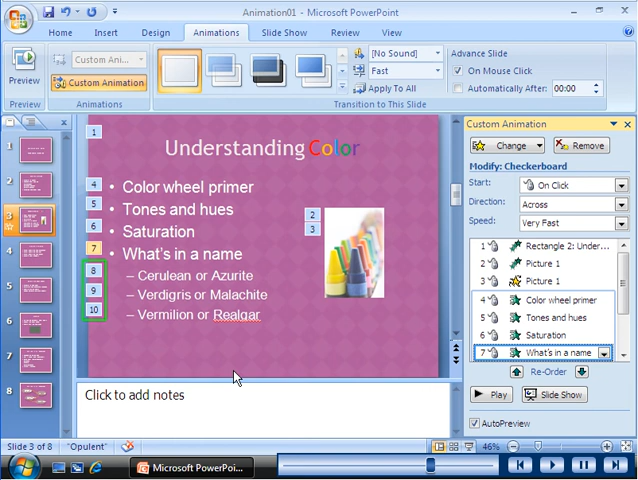 Animation01 - Microsoft PowerPoint
Home Insert Design Animations Slide Show Review View
Preview
Custom Anim...
Custom Animation
[No Sound]
Fast
Apply To All
Advance Slide
On Mouse Click
Automatically After: 00:00
Preview Animations Transition to This Slide
Custom Animation
Change Remove
Modify: Checkerboard
Start: On Click
Direction: Across
Speed: Very Fast
1 Rectangle 2: Under...
2 Picture 1
3 Picture 1
4 Color wheel primer
5 Tones and hues
6 Saturation
7 What's in a name
Re-Order
Play Slide Show
AutoPreview
1
2
3
4
5
6
7
8
1
Understanding Color
4 • Color wheel primer
5 • Tones and hues
6 • Saturation
7 • What's in a name
8 – Cerulean or Azurite
9 – Verdigris or Malachite
10 – Vermilion or Realgar
2
3
Click to add notes
Slide 3 of 8 "Opulent" 46%
Microsoft PowerPoi...